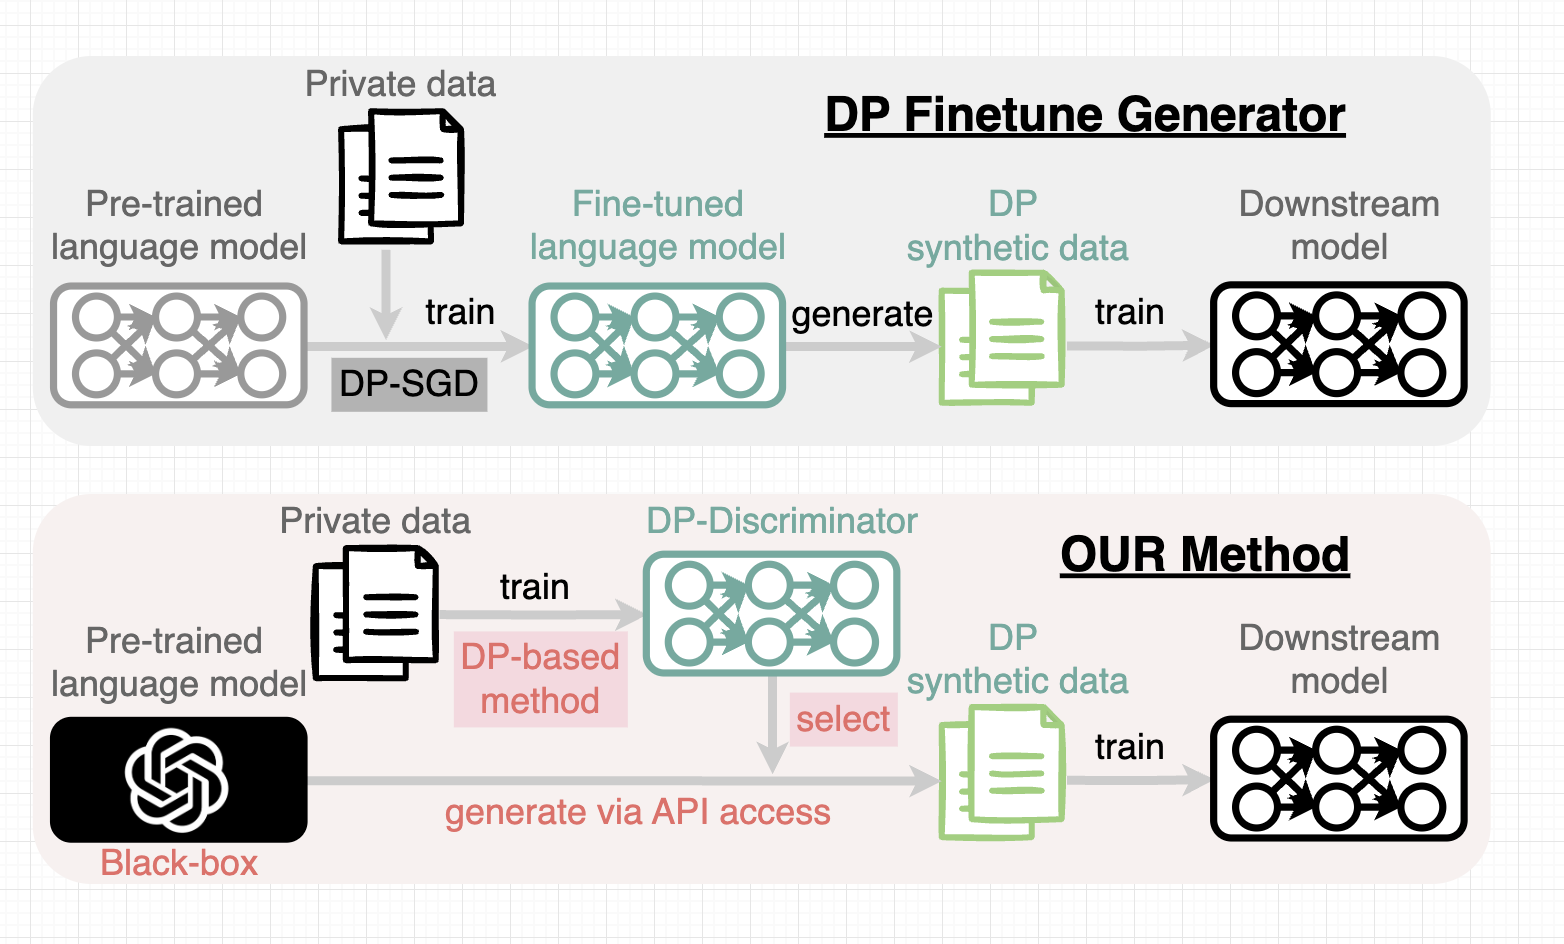 Private data
DP Finetune Generator
Pre-trained
language model
Fine-tuned
language model
DP
synthetic data
Downstream
model
train
generate
train
DP-SGD
Private data
DP-Discriminator
OUR Method
train
Pre-trained
language model
DP-based
method
select
DP
synthetic data
Downstream
model
train
generate via API access
Black-box